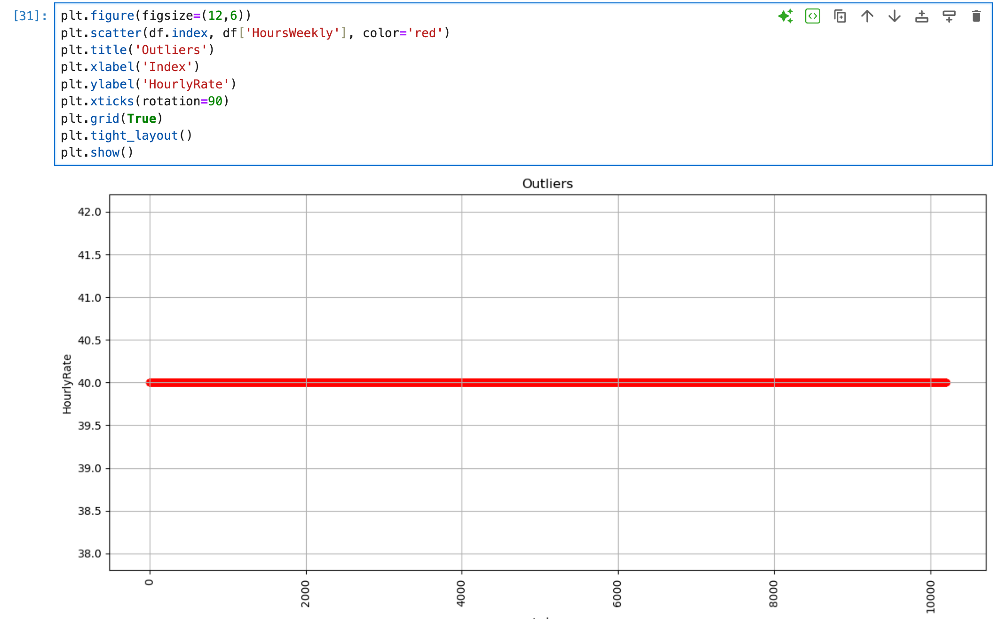 [31]:
plt.figure(figsize=(12,6))
plt.scatter(df.index, df['HoursWeekly'], color='red')
plt.title('Outliers')
plt.xlabel('Index')
plt.ylabel('HourlyRate')
plt.xticks(rotation=90)
plt.grid(True)
plt.tight_layout()
plt.show()
Outliers
42.0
41.5
41.0
40.5
40.0
39.5
39.0
38.5
38.0
HourlyRate
0
2000
4000
6000
8000
10000